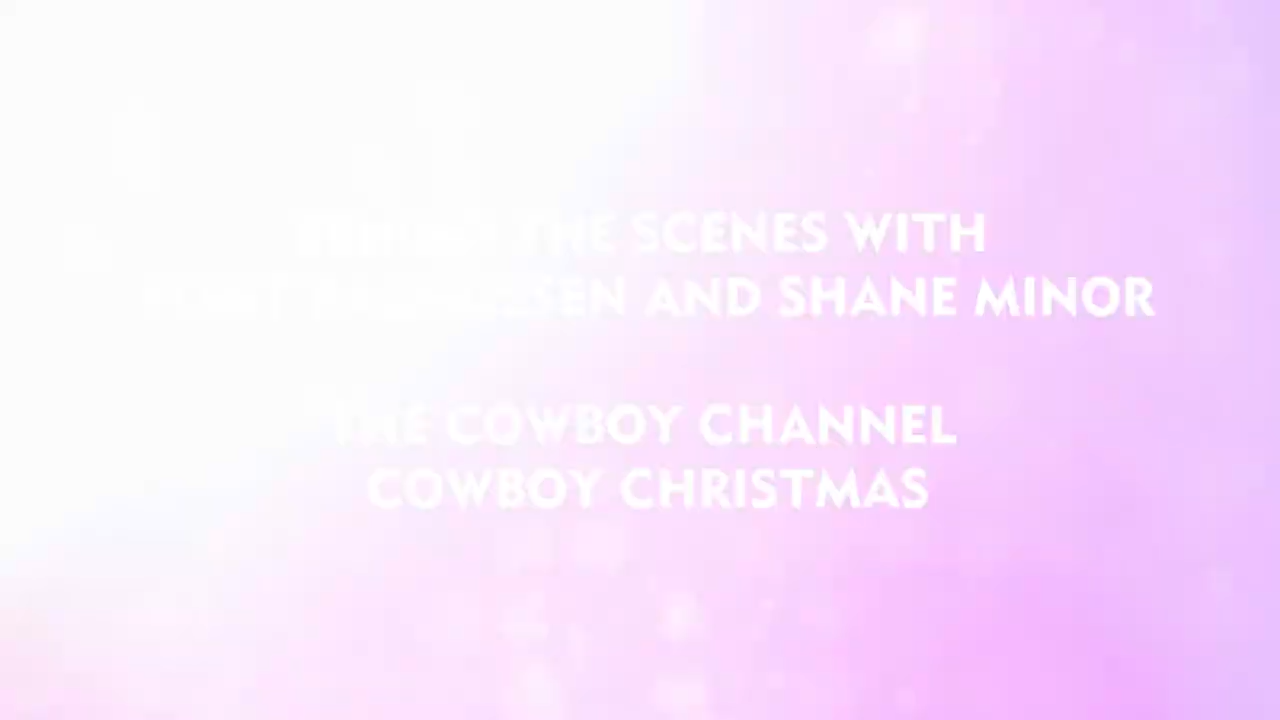 THE SCENES WITH
AND SHANE MINOR
THE COWBOY CHANNEL
COWBOY CHRISTMAS